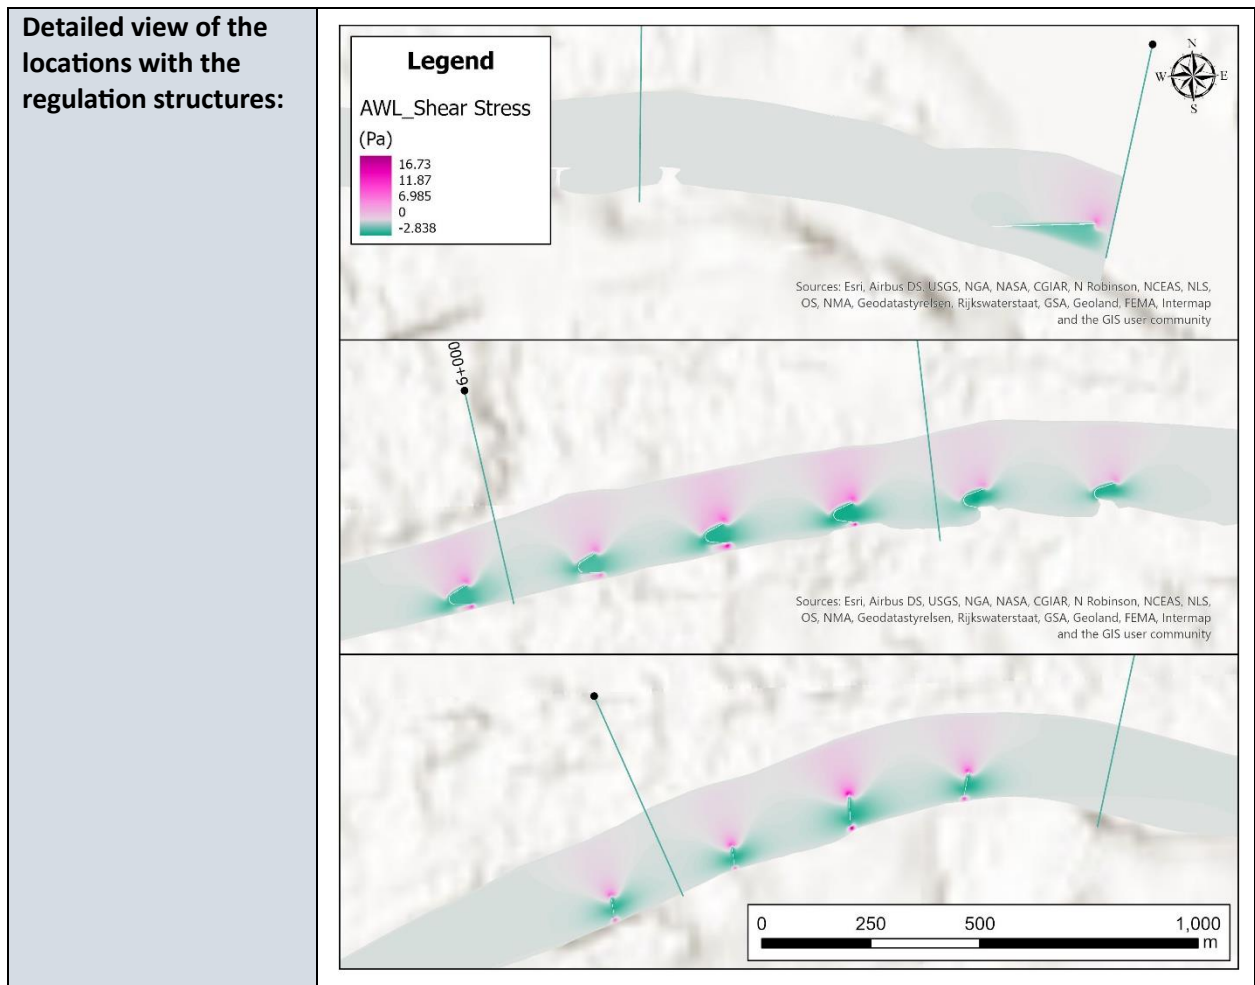 Detailed view of the
locations with the
regulation structures:
Legend
AWL_Shear Stress
(Pa)
16.73
11.87
6.985
0
-2.838
N
W E
S
Sources: Esri, Airbus DS, USGS, NGA, NASA, CGIAR, N Robinson, NCEAS, NLS,
OS, NMA, Geodatastyrelsen, Rijkswaterstaat, GSA, Geoland, FEMA, Intermap
and the GIS user community
6+000
Sources: Esri, Airbus DS, USGS, NGA, NASA, CGIAR, N Robinson, NCEAS, NLS,
OS, NMA, Geodatastyrelsen, Rijkswaterstaat, GSA, Geoland, FEMA, Intermap
and the GIS user community
0 250 500 1,000
m